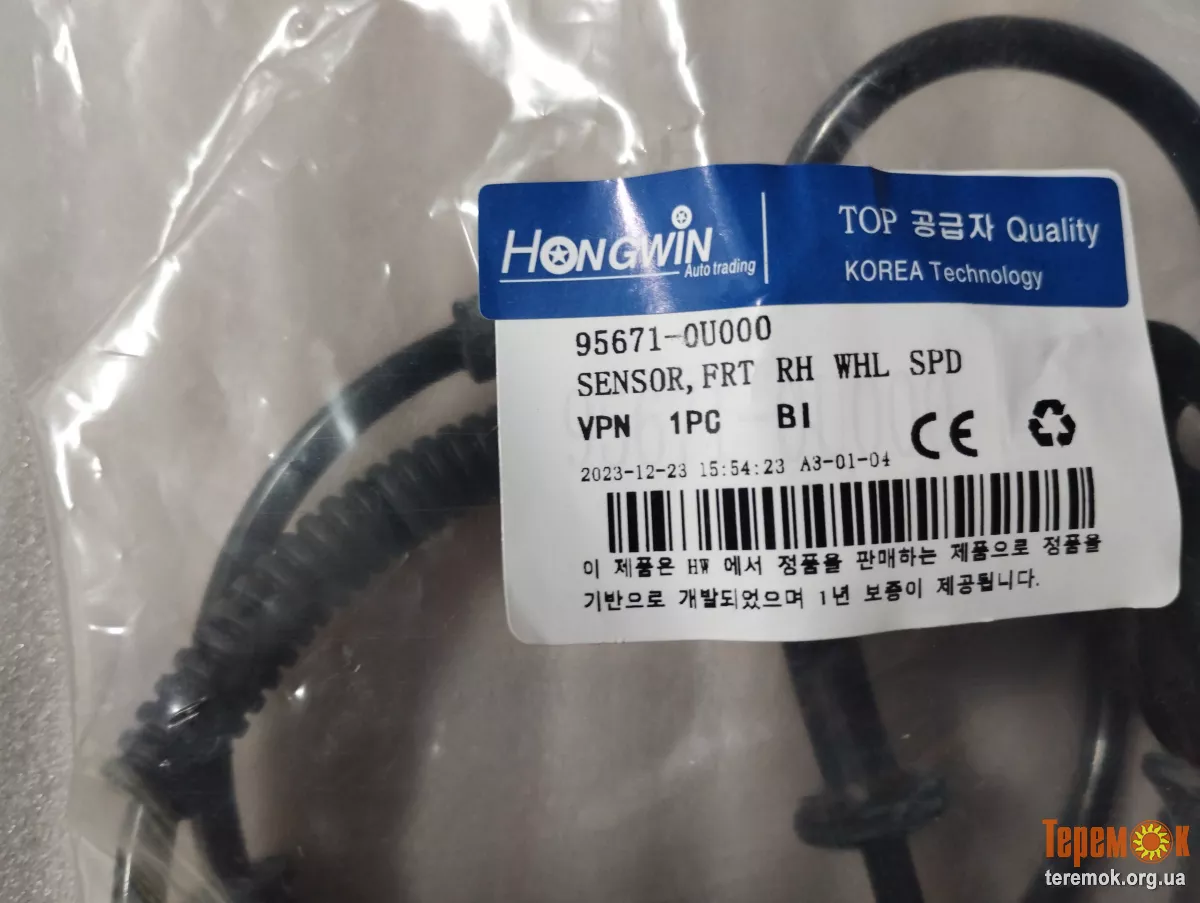 HONGWIN
Auto trading
TOP 공급자 Quality
KOREA Technology
95671-0U000
SENSOR, FRT RH WHL SPD
VPN 1PC BI
2023-12-23 15:54:23 A3-01-04
CE
이 제품은 HW 에서 정품을 판매하는 제품으로 정품을
기반으로 개발되었으며 1년 보증이 제공됩니다.
Теремок
teremok.org.ua